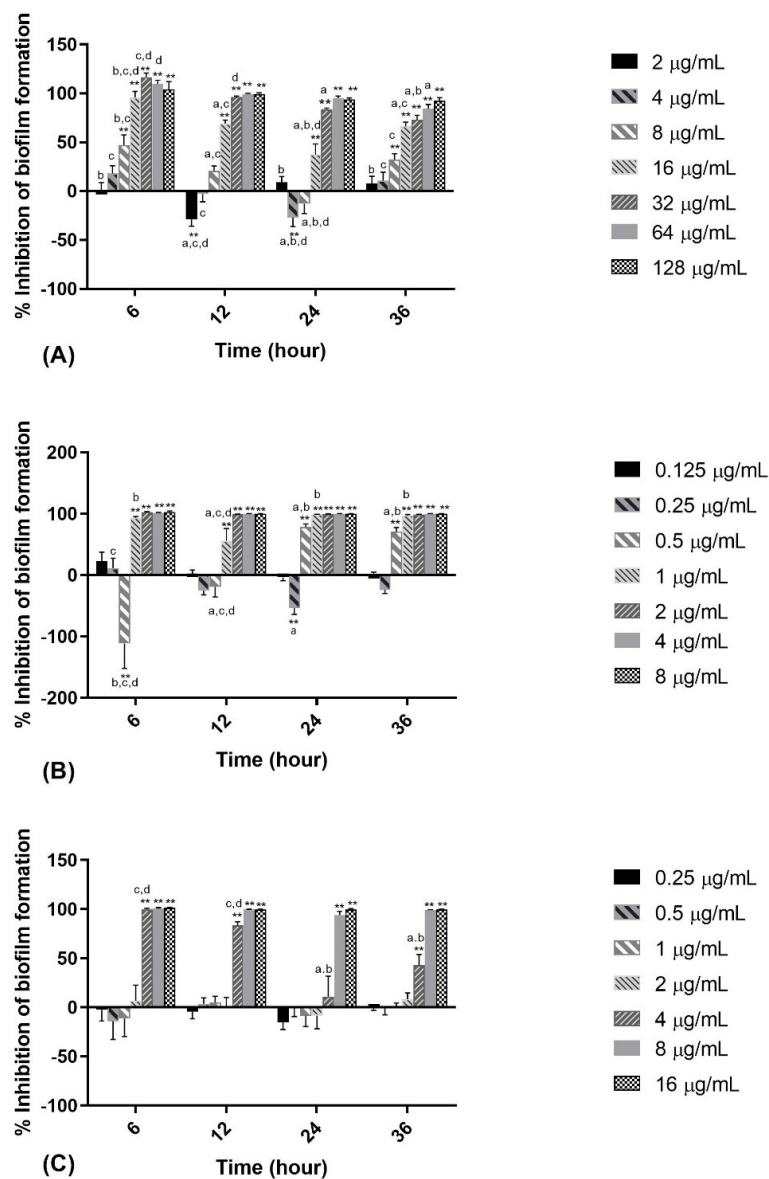 % Inhibition of biofilm formation
150
100
50
0
-50
-100
b
c
b,c
**
b,c,d
**
c,d
**
d
**
**
**
a,c,d
c
a,c
**
d
**
**
**
b
**
a,b,d
a,b,d
a,b,d
**
a
**
**
**
b
c
c
**
a,c
**
a,b
**
a
**
**
6
12
24
36
Time (hour)
(A)
2 μg/mL
4 μg/mL
8 μg/mL
16 μg/mL
32 μg/mL
64 μg/mL
128 μg/mL
% Inhibition of biofilm formation
200
100
0
-100
-200
c
**
b,c,d
b
** ** ** **
a,c,d
a,c,d
**
** ** **
**
a
a,b
**
b
** ** ** **
a,b
**
b
** ** ** **
6
12
24
36
Time (hour)
(B)
0.125 μg/mL
0.25 μg/mL
0.5 μg/mL
1 μg/mL
2 μg/mL
4 μg/mL
8 μg/mL
% Inhibition of biofilm formation
150
100
50
0
-50
-100
c,d
** ** **
c,d
**
** **
a.b
** **
a.b
**
** **
6
12
24
36
Time (hour)
(C)
0.25 μg/mL
0.5 μg/mL
1 μg/mL
2 μg/mL
4 μg/mL
8 μg/mL
16 μg/mL